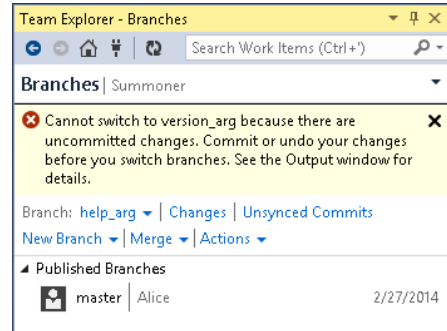 Team Explorer - Branches
Search Work Items (Ctrl+')
Branches | Summoner
Cannot switch to version_arg because there are
uncommitted changes. Commit or undo your changes
before you switch branches. See the Output window for
details.
Branch: help_arg | Changes | Unsynced Commits
New Branch | Merge | Actions
Published Branches
master | Alice 2/27/2014